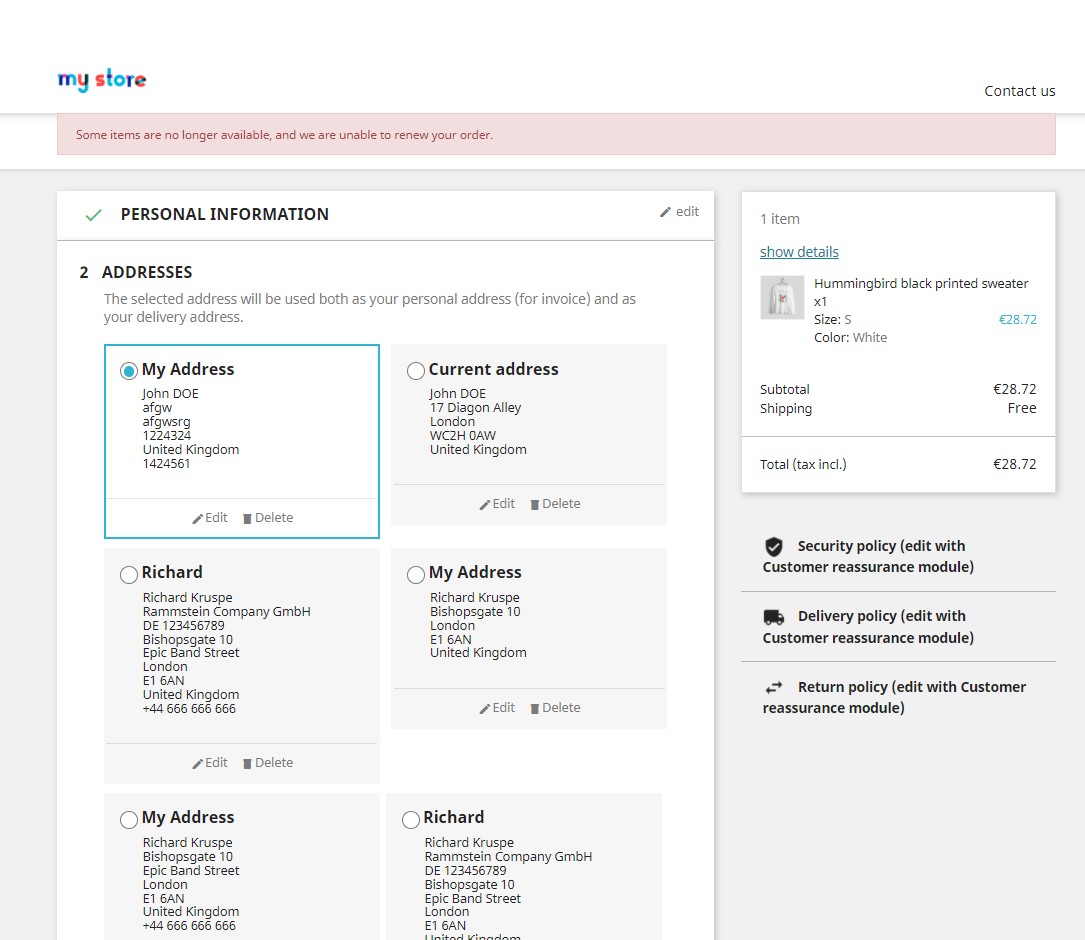 my store
Contact us
Some items are no longer available, and we are unable to renew your order.
PERSONAL INFORMATION
edit
2 ADDRESSES
The selected address will be used both as your personal address (for invoice) and as
your delivery address.
My Address
John DOE
afgw
afgwsrg
1224324
United Kingdom
1424561
Edit Delete
Current address
John DOE
17 Diagon Alley
London
WC2H 0AW
United Kingdom
Edit Delete
Richard
Richard Kruspe
Rammstein Company GmbH
DE 123456789
Bishopsgate 10
Epic Band Street
London
E1 6AN
United Kingdom
+44 666 666 666
Edit Delete
My Address
Richard Kruspe
Bishopsgate 10
London
E1 6AN
United Kingdom
Edit Delete
My Address
Richard Kruspe
Bishopsgate 10
Epic Band Street
London
E1 6AN
United Kingdom
+44 666 666 666
Richard
Richard Kruspe
Rammstein Company GmbH
DE 123456789
Bishopsgate 10
Epic Band Street
London
E1 6AN
United Kingdom
1 item
show details
Hummingbird black printed sweater
x1
Size: S €28.72
Color: White
Subtotal €28.72
Shipping Free
Total (tax incl.) €28.72
Security policy (edit with
Customer reassurance module)
Delivery policy (edit with
Customer reassurance module)
Return policy (edit with Customer
reassurance module)